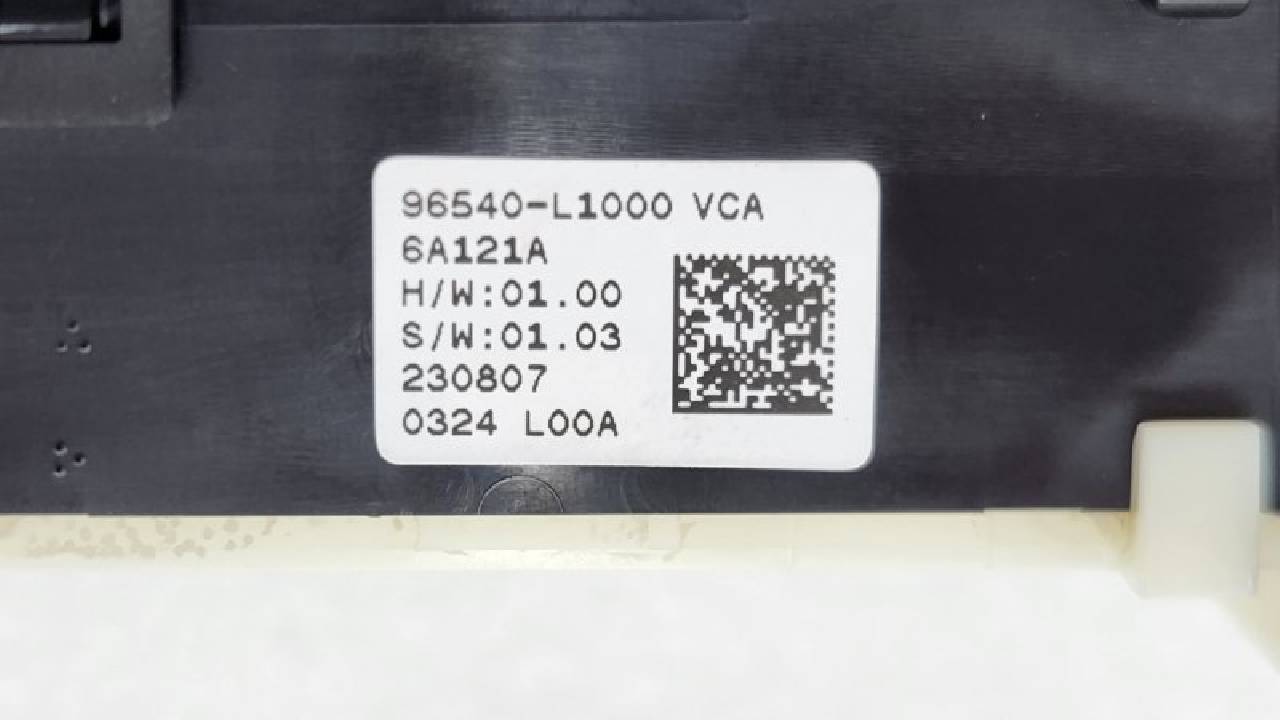 96540-L1000 VCA
6A121A
H/W:01.00
S/W:01.03
230807
0324 L00A